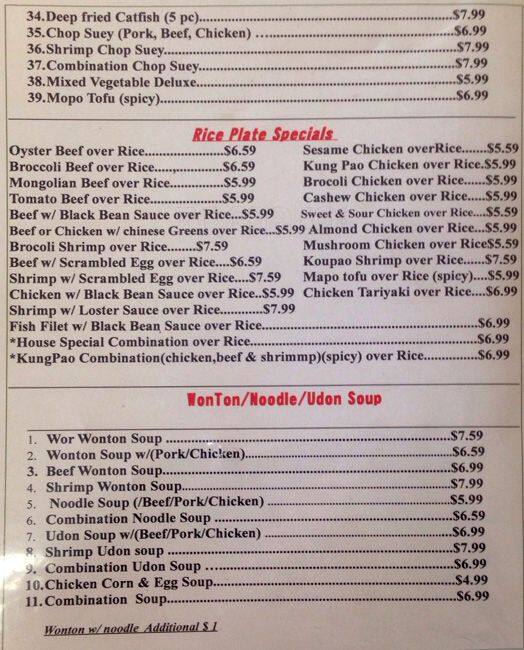 34.Deep fried Catfish (5 pc)......$7.99
35.Chop Suey (Pork, Beef, Chicken) ......$6.99
36.Shrimp Chop Suey......$7.99
37.Combination Chop Suey......$7.99
38.Mixed Vegetable Deluxe......$5.99
39.Mopo Tofu (spicy)......$6.99
Rice Plate Specials
Oyster Beef over Rice......$6.59
Broccoli Beef over Rice......$6.59
Mongolian Beef over Rice......$5.99
Tomato Beef over Rice......$5.99
Beef w/ Black Bean Sauce over Rice...$5.99
Beef or Chicken w/ chinese Greens over Rice...$5.99
Brocoli Shrimp over Rice......$7.59
Beef w/ Scrambled Egg over Rice....$6.59
Shrimp w/ Scrambled Egg over Rice....$7.59
Chicken w/ Black Bean Sauce over Rice..$5.99
Shrimp w/ Loster Sauce over Rice......$7.99
Sesame Chicken overRice......$5.59
Kung Pao Chicken over Rice.$5.99
Brocoli Chicken over Rice.....$5.99
Cashew Chicken over Rice.....$5.99
Sweet & Sour Chicken over Rice....$5.59
Almond Chicken over Rice...$5.99
Mushroom Chicken over Rice$5.59
Koupao Shrimp over Rice......$7.59
Mapo tofu over Rice (spicy)....$5.99
Chicken Tariyaki over Rice....$6.99
Fish Filet w/ Black Bean Sauce over Rice......$6.99
*House Special Combination over Rice......$6.99
*KungPao Combination(chicken,beef & shrimmp)(spicy) over Rice......$6.99
WonTon/Noodle/Udon Soup
1. Wor Wonton Soup ......$7.59
2. Wonton Soup w/(Pork/Chicken)......$6.59
3. Beef Wonton Soup......$6.99
4. Shrimp Wonton Soup......$7.99
5. Noodle Soup (/Beef/Pork/Chicken) ......$5.99
6. Combination Noodle Soup ......$6.59
7. Udon Soup w/(Beef/Pork/Chicken) ......$6.99
8. Shrimp Udon soup ......$7.99
9. Combination Udon Soup ......$6.99
10.Chicken Corn & Egg Soup......$4.99
11.Combination Soup......$6.99
Wonton w/ noodle Additional $ 1